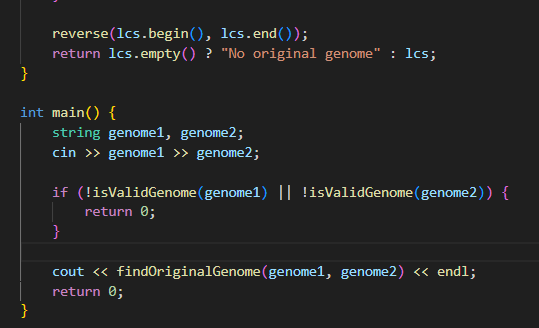 reverse(lcs.begin(), lcs.end());
return lcs.empty() ? "No original genome" : lcs;
}
int main() {
string genome1, genome2;
cin >> genome1 >> genome2;
if (!isValidGenome(genome1) || !isValidGenome(genome2)) {
return 0;
}
cout << findOriginalGenome(genome1, genome2) << endl;
return 0;
}